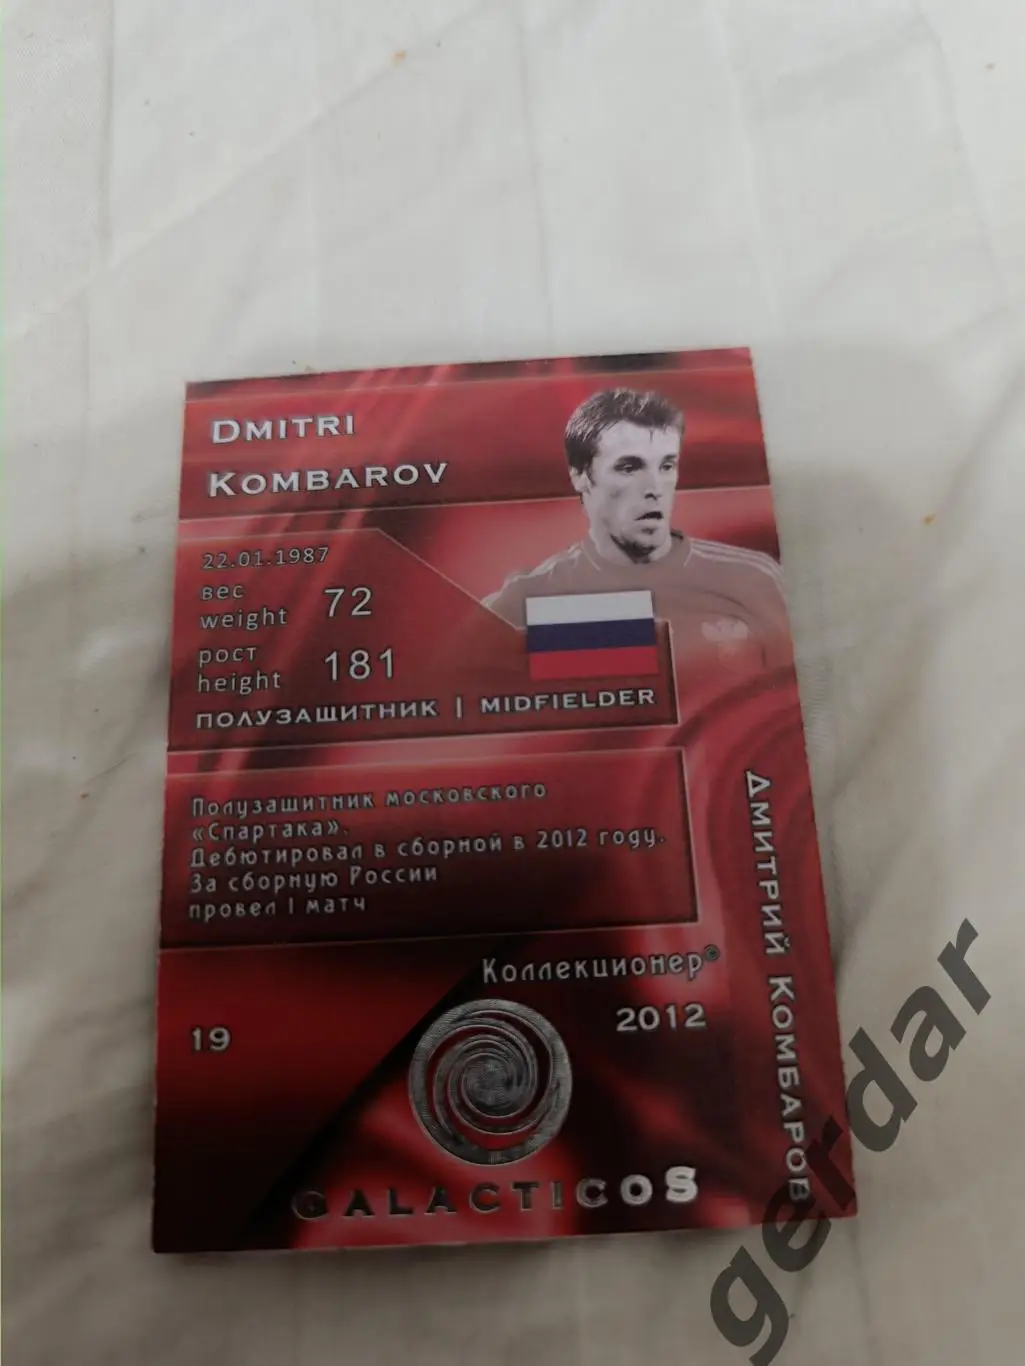 Dmitri
Kombarov
22.01.1987
вес
weight 72
рост
height 181
полузащитник | midfielder
Полузащитник московского
«Спартака».
Дебютировал в сборной в 2012 году.
За сборную России
провел 1 матч
Дмитрий Комбаров
Коллекционер©
2012
19
GALACTICOS
gerdar